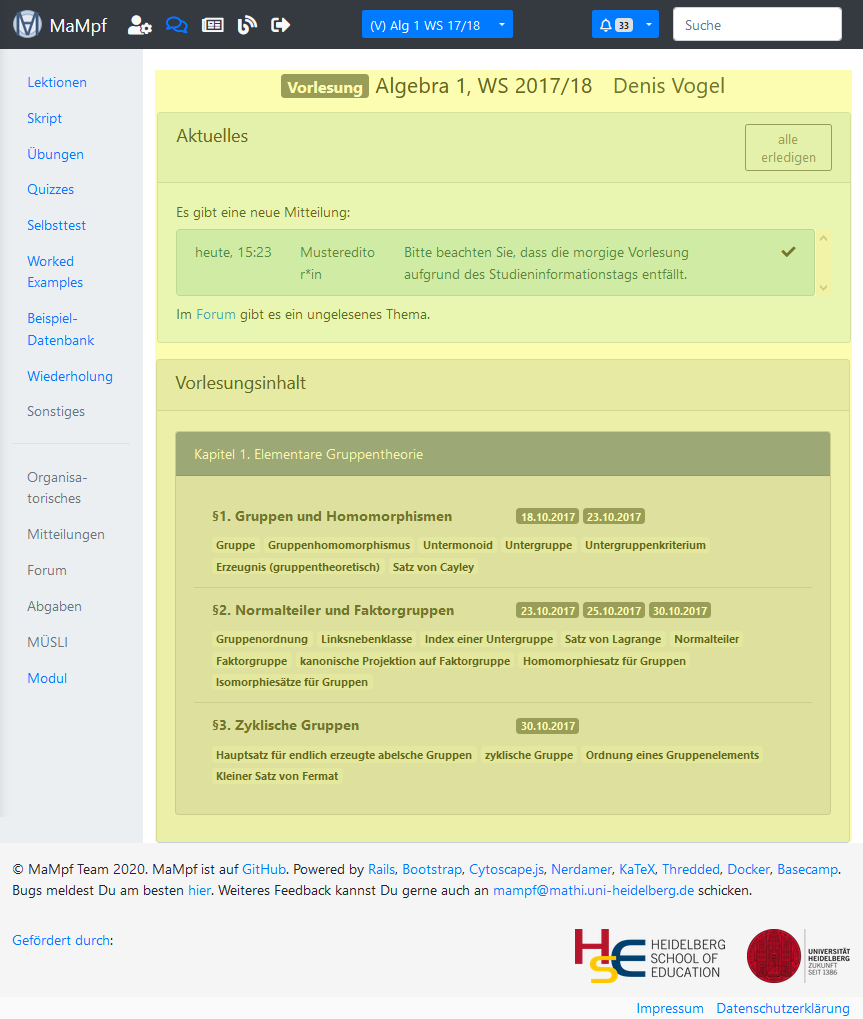 MaMpf (V) Alg 1 WS 17/18 33 Suche
Lektionen
Skript
Übungen
Quizzes
Selbsttest
Worked
Examples
Beispiel-
Datenbank
Wiederholung
Sonstiges
Organisa-
torisches
Mitteilungen
Forum
Abgaben
MÜSLI
Modul
Vorlesung Algebra 1, WS 2017/18 Denis Vogel
Aktuelles
alle
erledigen
Es gibt eine neue Mitteilung:
heute, 15:23 Musteredito Bitte beachten Sie, dass die morgige Vorlesung
r*in aufgrund des Studieninformationstags entfällt.
Im Forum gibt es ein ungelesenes Thema.
Vorlesungsinhalt
Kapitel 1. Elementare Gruppentheorie
§1. Gruppen und Homomorphismen 18.10.2017 23.10.2017
Gruppe Gruppenhomomorphismus Untermonoid Untergruppe Untergruppenkriterium
Erzeugnis (gruppentheoretisch) Satz von Cayley
§2. Normalteiler und Faktorgruppen 23.10.2017 25.10.2017 30.10.2017
Gruppenordnung Linksnebenklasse Index einer Untergruppe Satz von Lagrange Normalteiler
Faktorgruppe kanonische Projektion auf Faktorgruppe Homomorphiesatz für Gruppen
Isomorphiesätze für Gruppen
§3. Zyklische Gruppen 30.10.2017
Hauptsatz für endlich erzeugte abelsche Gruppen zyklische Gruppe Ordnung eines Gruppenelements
Kleiner Satz von Fermat
© MaMpf Team 2020. MaMpf ist auf GitHub. Powered by Rails, Bootstrap, Cytoscape.js, Nerdamer, KaTeX, Thredded, Docker, Basecamp.
Bugs meldest Du am besten hier. Weiteres Feedback kannst Du gerne auch an mampf@mathi.uni-heidelberg.de schicken.
Gefördert durch:
HSE
HEIDELBERG
SCHOOL OF
EDUCATION
UNIVERSITÄT
HEIDELBERG
ZUKUNFT
SEIT 1386
Impressum Datenschutzerklärung